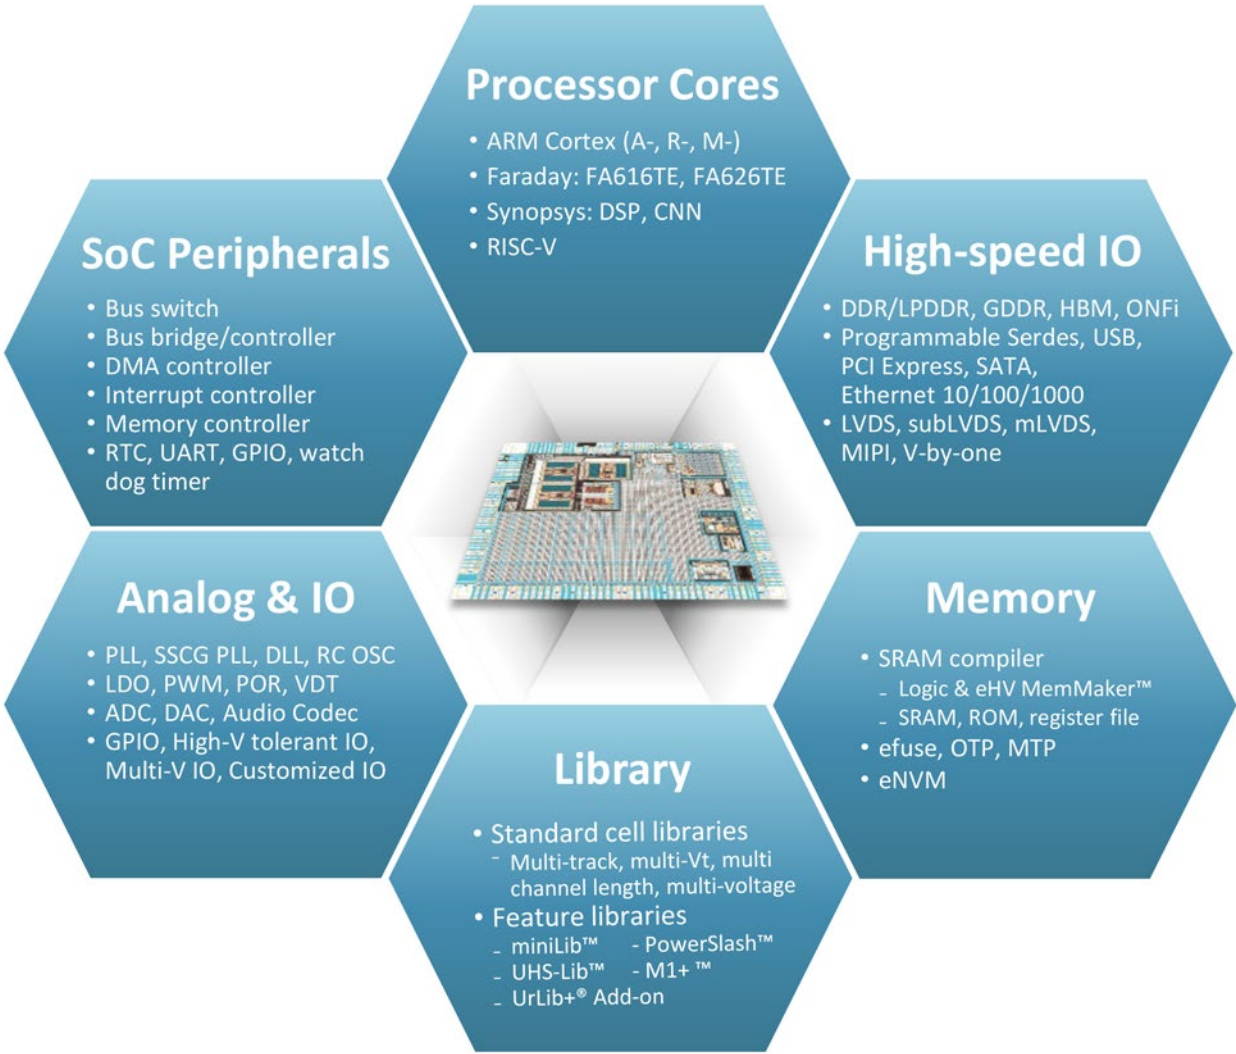 Processor Cores
• ARM Cortex (A-, R-, M-)
• Faraday: FA616TE, FA626TE
• Synopsys: DSP, CNN
• RISC-V
SoC Peripherals
• Bus switch
• Bus bridge/controller
• DMA controller
• Interrupt controller
• Memory controller
• RTC, UART, GPIO, watch
dog timer
High-speed IO
• DDR/LPDDR, GDDR, HBM, ONFi
• Programmable Serdes, USB,
PCI Express, SATA,
Ethernet 10/100/1000
• LVDS, subLVDS, mLVDS,
MIPI, V-by-one
Analog & IO
• PLL, SSCG PLL, DLL, RC OSC
• LDO, PWM, POR, VDT
• ADC, DAC, Audio Codec
• GPIO, High-V tolerant IO,
Multi-V IO, Customized IO
Memory
• SRAM compiler
- Logic & eHV MemMaker™
- SRAM, ROM, register file
• efuse, OTP, MTP
• eNVM
Library
• Standard cell libraries
- Multi-track, multi-Vt, multi
channel length, multi-voltage
• Feature libraries
- miniLib™ - PowerSlash™
- UHS-Lib™ - M1+ ™
- UrLib+® Add-on